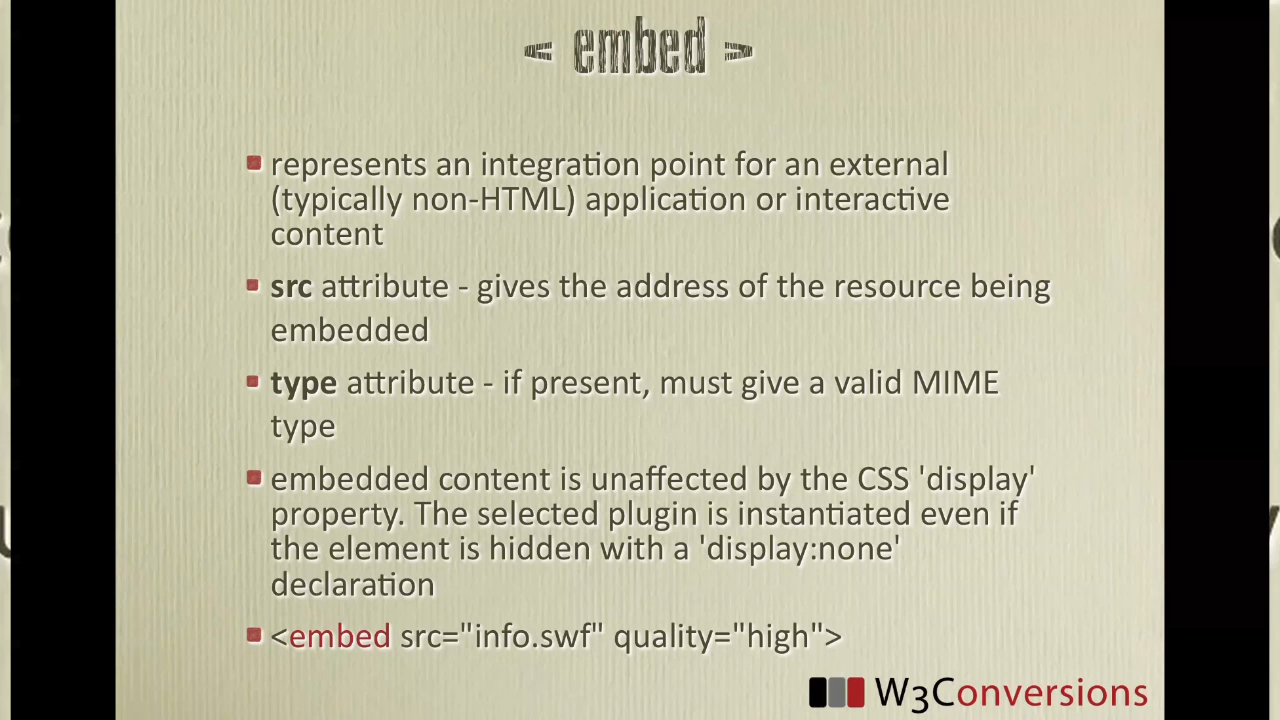 < embed >
represents an integration point for an external
(typically non-HTML) application or interactive
content
src attribute - gives the address of the resource being
embedded
type attribute - if present, must give a valid MIME
type
embedded content is unaffected by the CSS 'display'
property. The selected plugin is instantiated even if
the element is hidden with a 'display:none'
declaration
<embed src="info.swf" quality="high">
W3Conversions